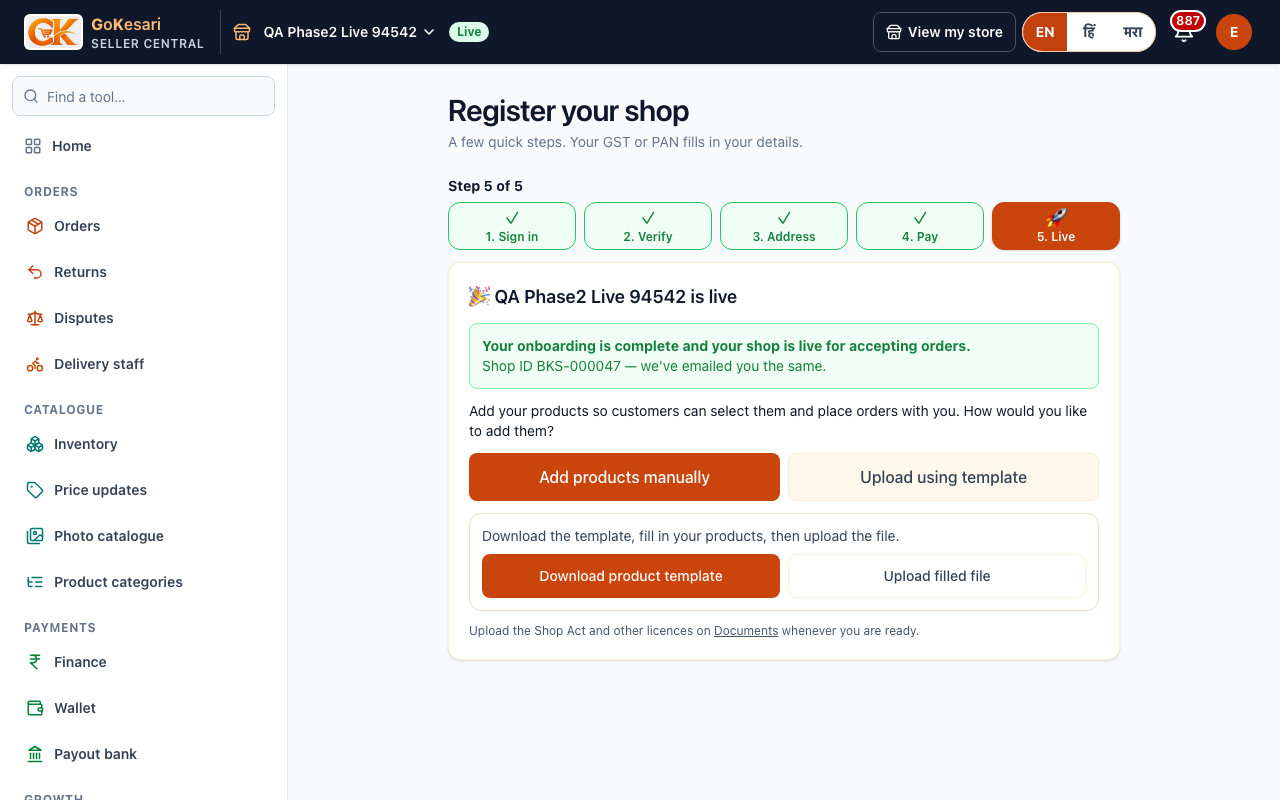 GoKesari
SELLER CENTRAL
QA Phase2 Live 94542
Live
View my store
EN
हिं
मरा
887
E
Find a tool...
Home
ORDERS
Orders
Returns
Disputes
Delivery staff
CATALOGUE
Inventory
Price updates
Photo catalogue
Product categories
PAYMENTS
Finance
Wallet
Payout bank
GROWTH
Register your shop
A few quick steps. Your GST or PAN fills in your details.
Step 5 of 5
1. Sign in
2. Verify
3. Address
4. Pay
5. Live
🎉 QA Phase2 Live 94542 is live
Your onboarding is complete and your shop is live for accepting orders.
Shop ID BKS-000047 — we've emailed you the same.
Add your products so customers can select them and place orders with you. How would you like
to add them?
Add products manually
Upload using template
Download the template, fill in your products, then upload the file.
Download product template
Upload filled file
Upload the Shop Act and other licences on Documents whenever you are ready.